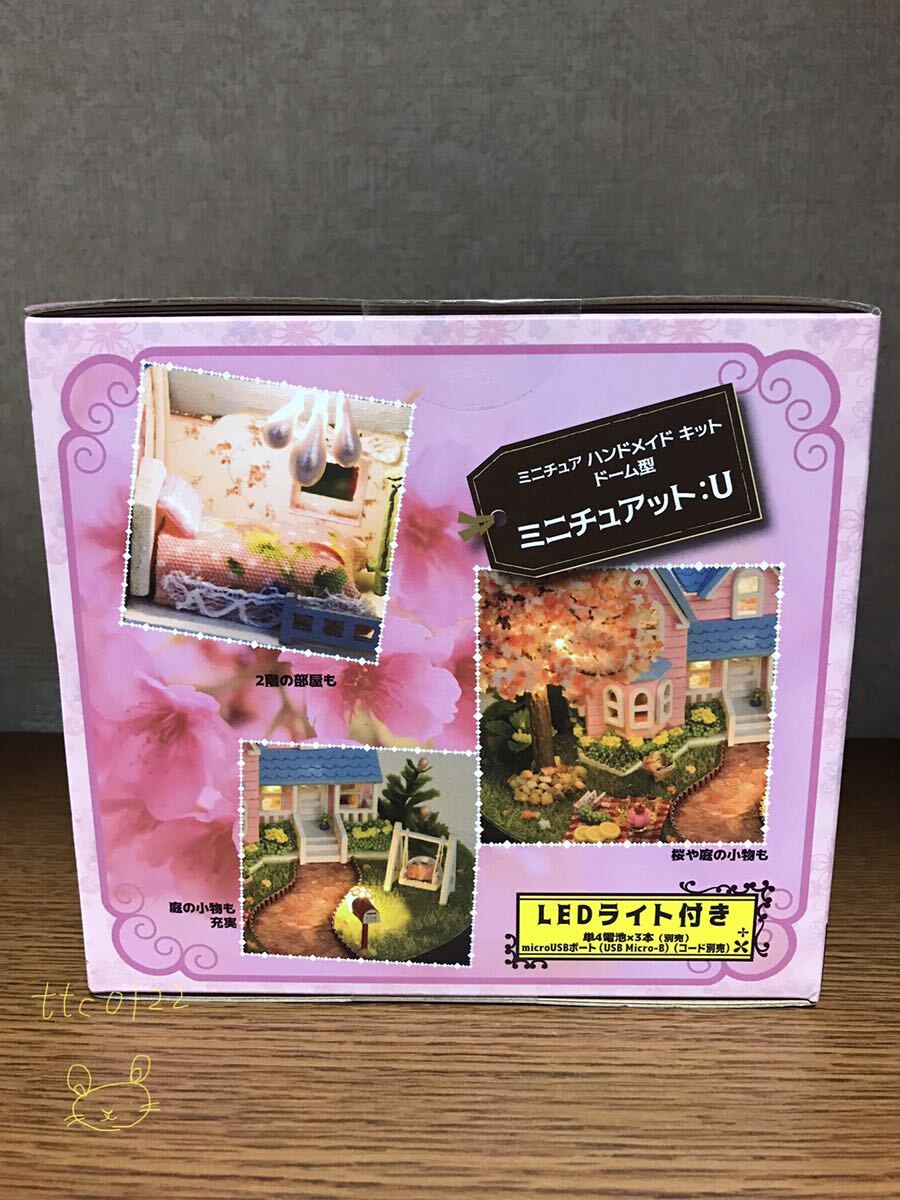 ミニチュア ハンドメイド キット
ドーム型
ミニチュアット:U
2階の部屋も
桜や庭の小物も
庭の小物も
充実
LEDライト付き
単4電池×3本(別売)
microUSBポート(USB Micro-B)(コード別売)
ttc0122